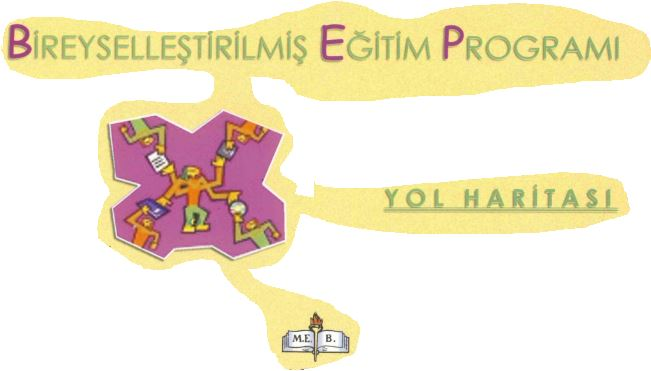 BİREYSELLEŞTİRİLMİŞ EĞİTİM PROGRAMI
YOL HARİTASI
M.E. B.